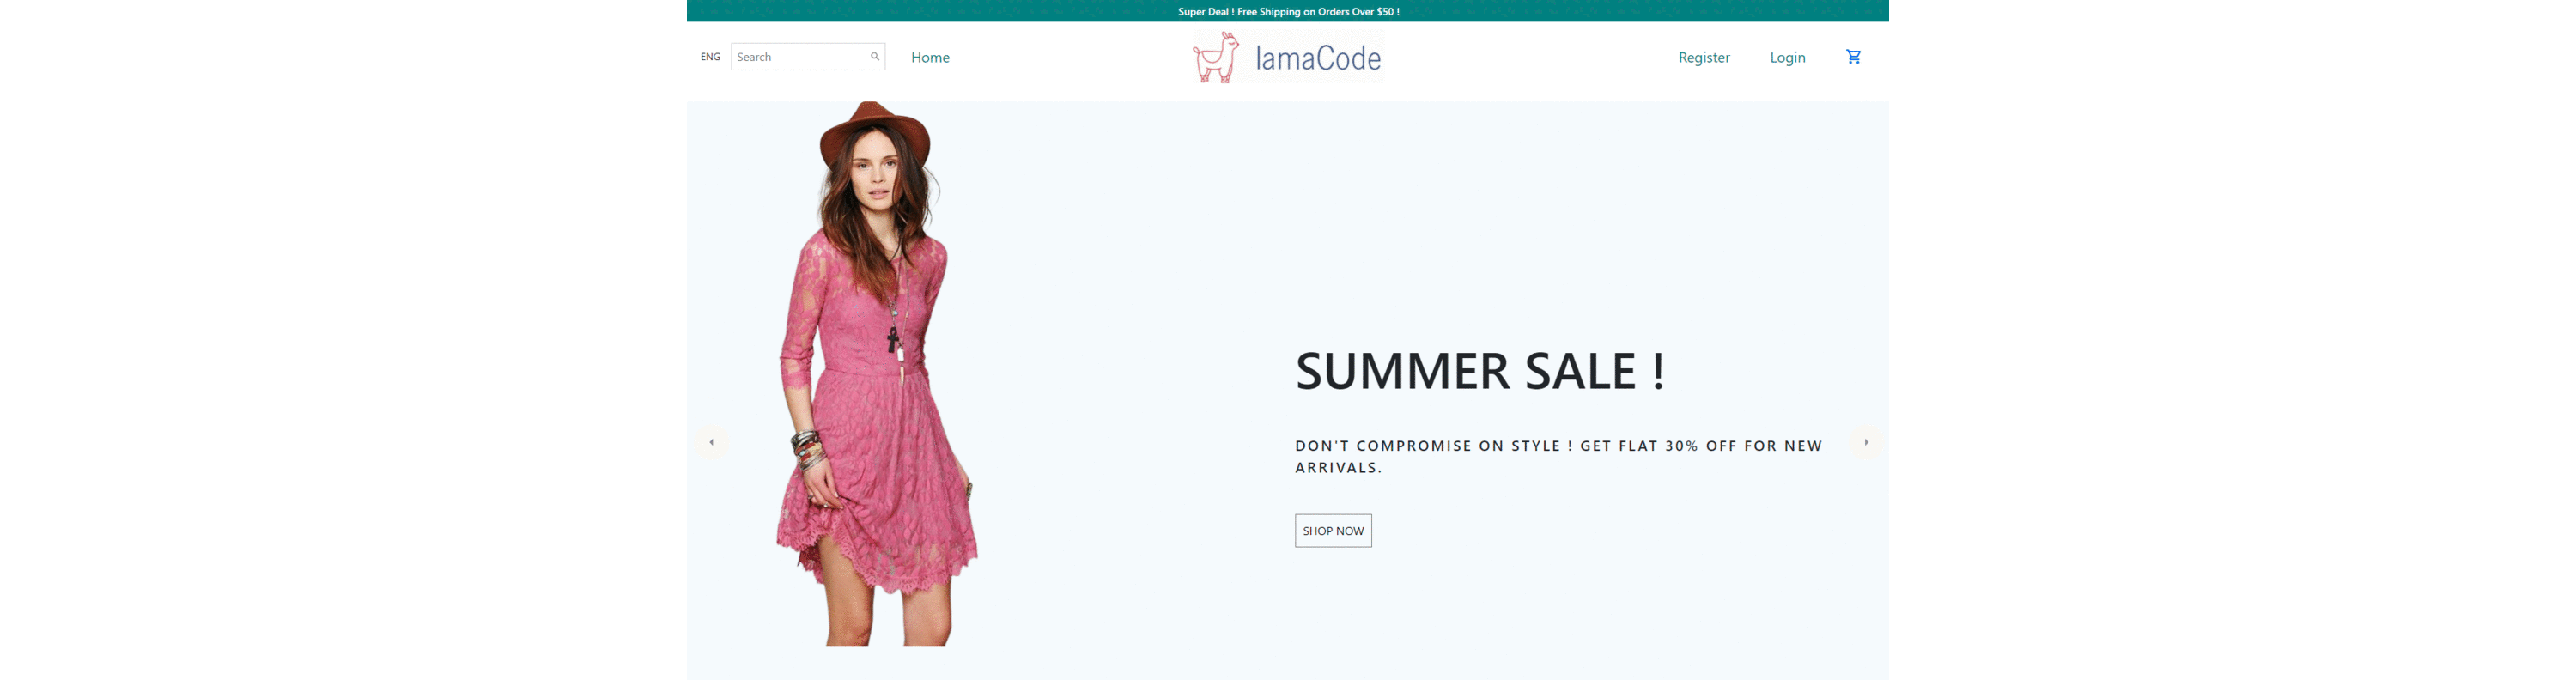 Super Deal ! Free Shipping on Orders Over $50 !
ENG
Search
Home
lamaCode
Register
Login
SUMMER SALE !
DON'T COMPROMISE ON STYLE ! GET FLAT 30% OFF FOR NEW
ARRIVALS.
SHOP NOW